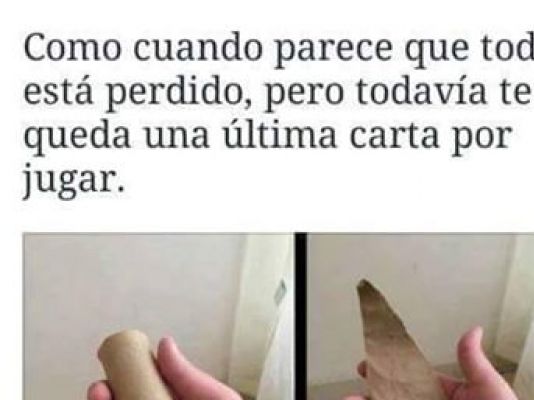 Como cuando parece que tod
está perdido, pero todavía te
queda una última carta por
jugar.